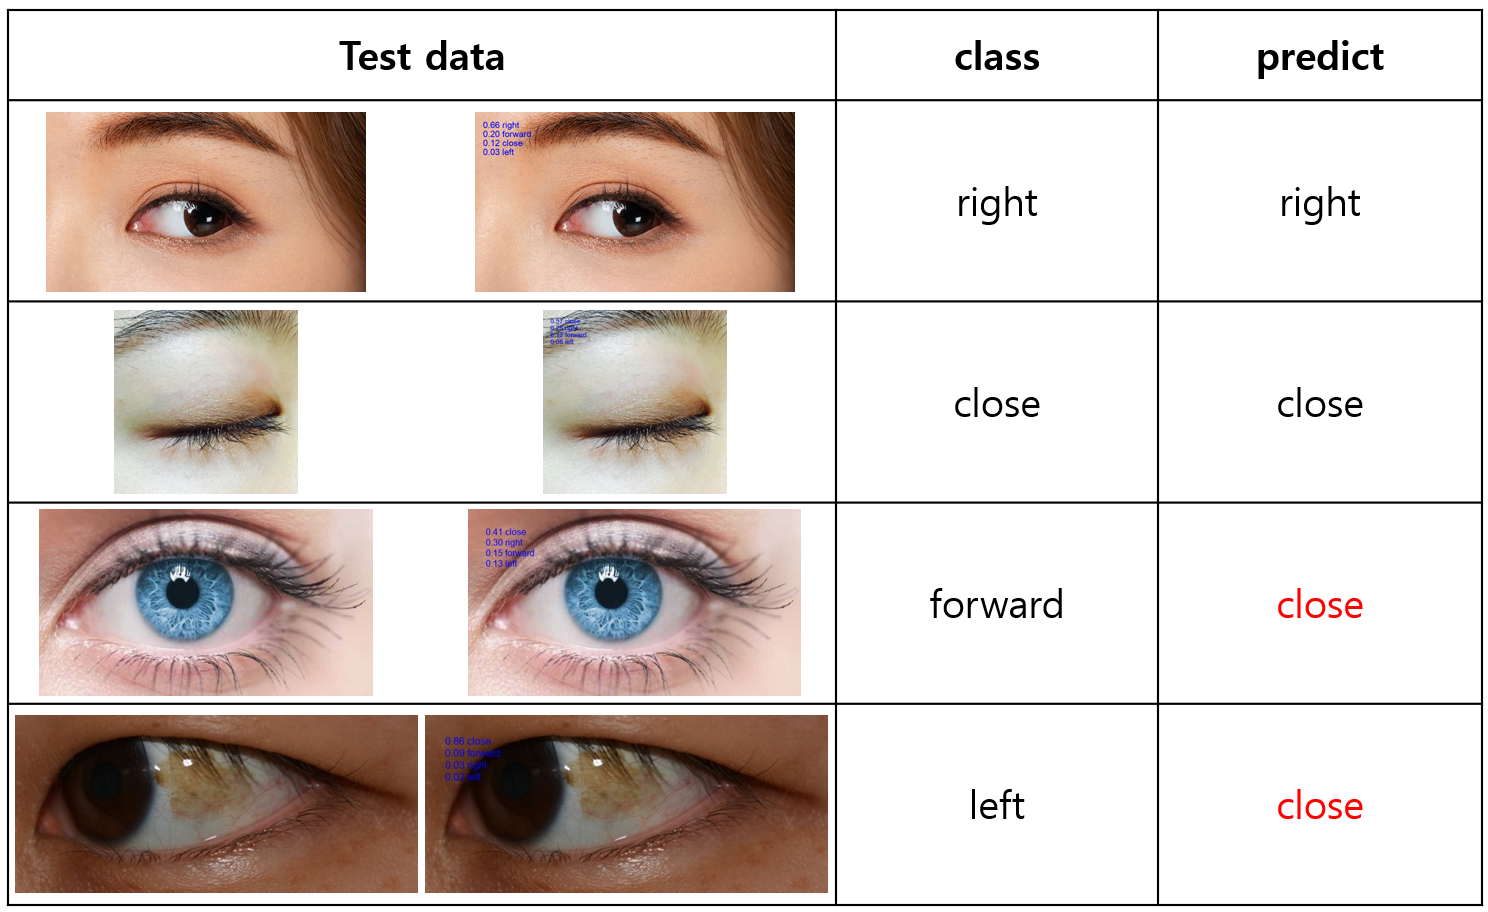 Test data class predict
0.66 right
0.20 forward
0.12 close
0.03 left
right right
0.57 close
0.12 forward
0.06 left
close close
0.41 close
0.30 right
0.15 forward
0.13 left
forward close
0.86 close
0.09 forward
0.03 right
0.02 left
left close